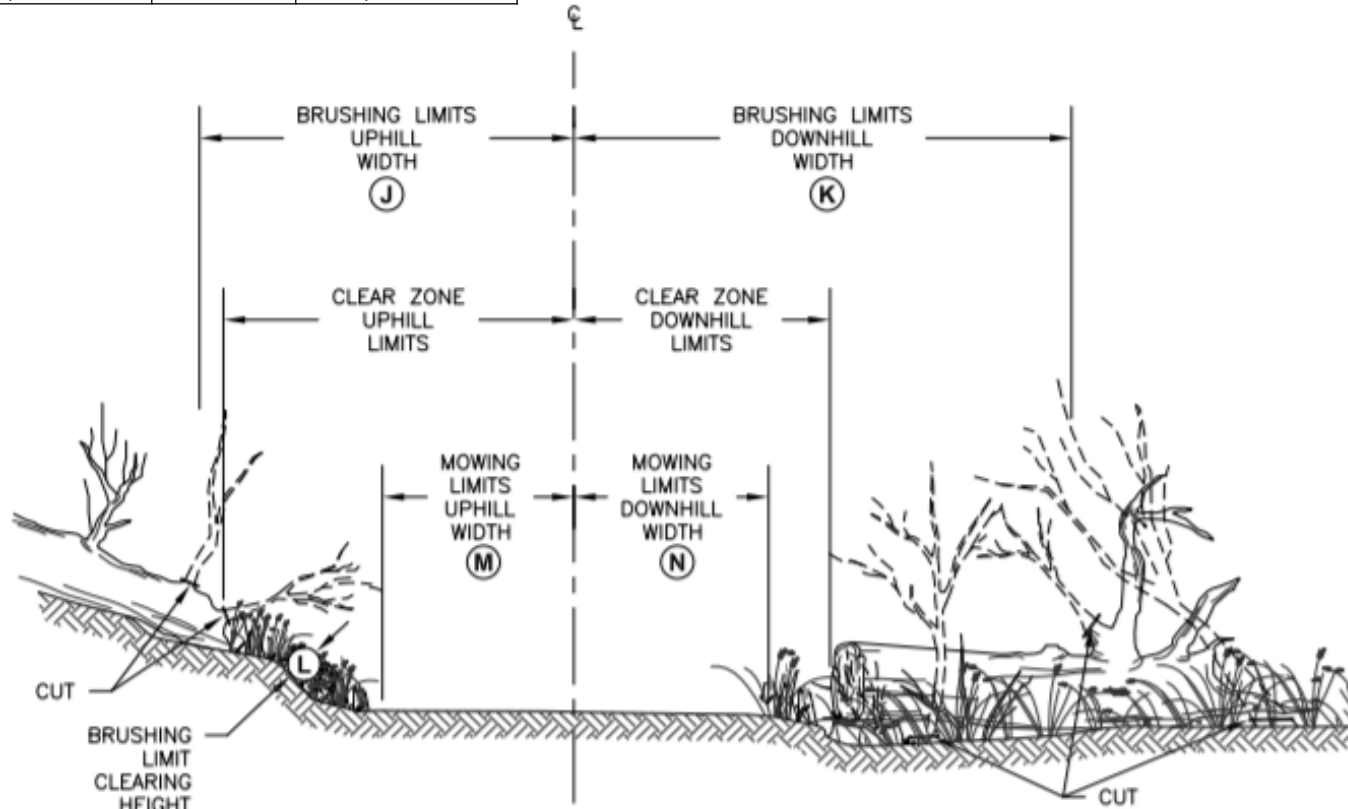 ℄
BRUSHING LIMITS
UPHILL
WIDTH
J
BRUSHING LIMITS
DOWNHILL
WIDTH
K
CLEAR ZONE
UPHILL
LIMITS
CLEAR ZONE
DOWNHILL
LIMITS
MOWING
LIMITS
UPHILL
WIDTH
M
MOWING
LIMITS
DOWNHILL
WIDTH
N
L
CUT
BRUSHING
LIMIT
CLEARING
HEIGHT
CUT